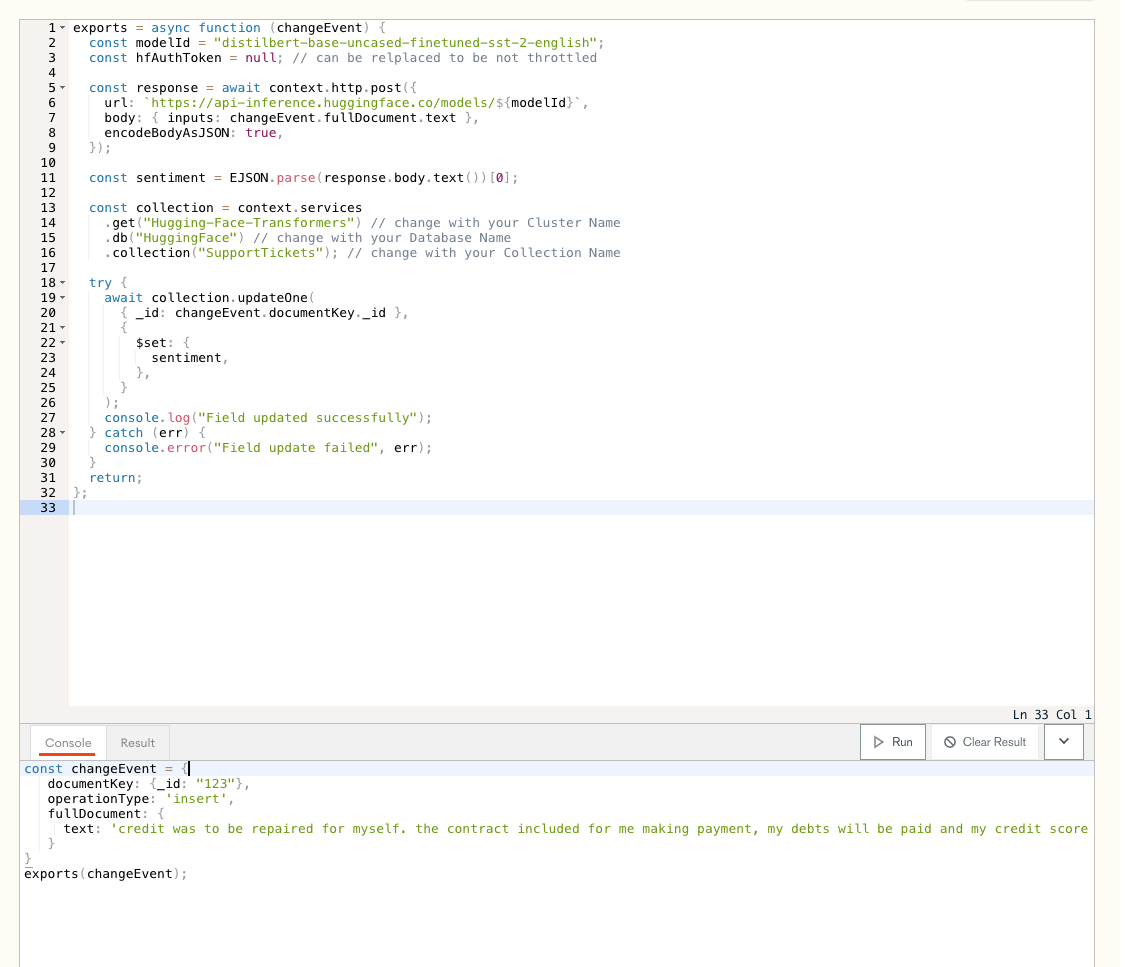 1 exports = async function (changeEvent) {
2 const modelId = "distilbert-base-uncased-finetuned-sst-2-english";
3 const hfAuthToken = null; // can be relplaced to be not throttled
4
5 const response = await context.http.post({
6 url: `https://api-inference.huggingface.co/models/${modelId}`,
7 body: { inputs: changeEvent.fullDocument.text },
8 encodeBodyAsJSON: true,
9 });
10
11 const sentiment = EJSON.parse(response.body.text())[0];
12
13 const collection = context.services
14 .get("Hugging-Face-Transformers") // change with your Cluster Name
15 .db("HuggingFace") // change with your Database Name
16 .collection("SupportTickets"); // change with your Collection Name
17
18 try {
19 await collection.updateOne(
20 { _id: changeEvent.documentKey._id },
21 {
22 $set: {
23 sentiment,
24 },
25 }
26 );
27 console.log("Field updated successfully");
28 } catch (err) {
29 console.error("Field update failed", err);
30 }
31 return;
32 };
33
Ln 33 Col 1
Console Result Run Clear Result
const changeEvent = {
documentKey: {_id: "123"},
operationType: 'insert',
fullDocument: {
text: 'credit was to be repaired for myself. the contract included for me making payment, my debts will be paid and my credit score
}
}
exports(changeEvent);